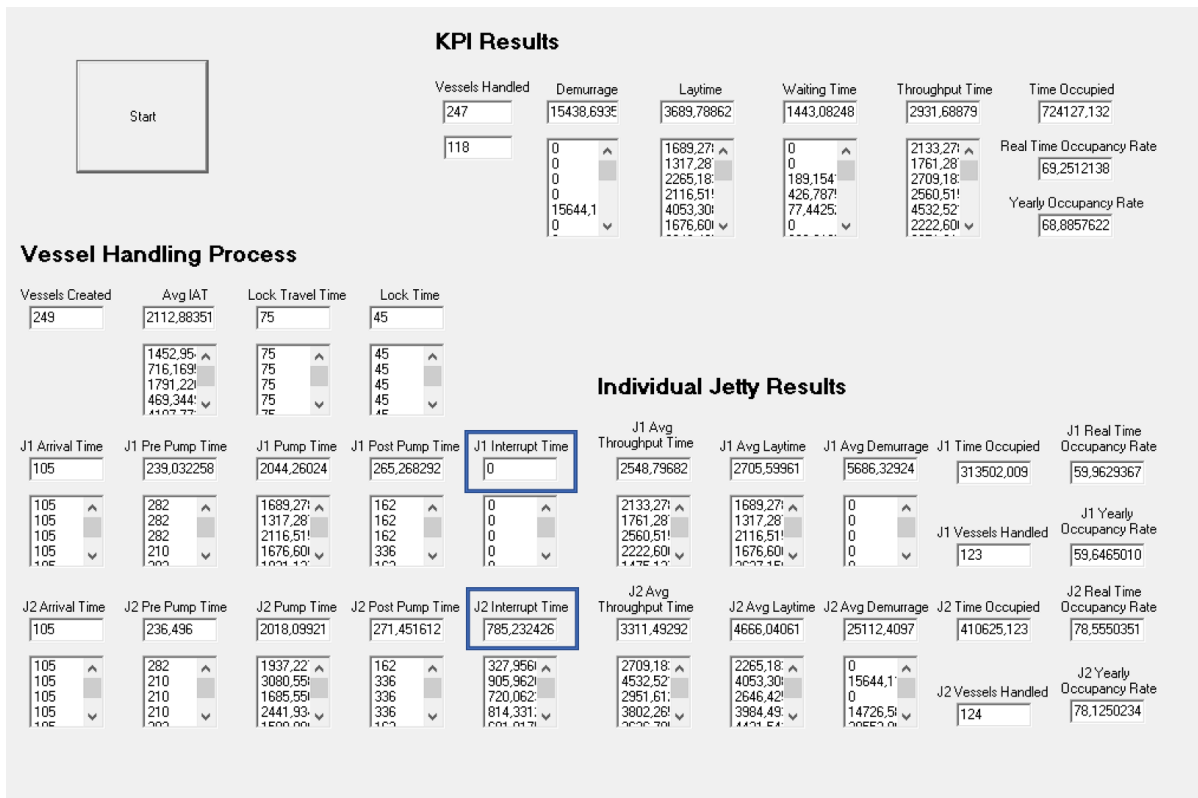 KPI Results
Start
Vessels Handled Demurrage Laytime Waiting Time Throughput Time Time Occupied
247 15438,6935 3689,78862 1443,08248 2931,68879 724127,132
118
0 1689,27 0 2133,27 Real Time Occupancy Rate
0 1317,28 0 1761,28 69,2512138
0 2265,18 189,154 2709,18
0 2116,51 426,787 2560,51 Yearly Occupancy Rate
15644,1 4053,30 77,4425 4532,52 68,8857622
0 1676,60 0 2222,60
Vessel Handling Process
Vessels Created Avg IAT Lock Travel Time Lock Time
249 2112,88351 75 45
1452,95 75 45
716,169 75 45
1791,22 75 45
469,344 75 45
4107,77 75 45
Individual Jetty Results
J1 Arrival Time J1 Pre Pump Time J1 Pump Time J1 Post Pump Time J1 Interrupt Time J1 Avg Throughput Time J1 Avg Laytime J1 Avg Demurrage J1 Time Occupied J1 Real Time Occupancy Rate
105 239,032258 2044,26024 265,268292 0 2548,79682 2705,59961 5686,32924 313502,009 59,9629367
105 282 1689,27 162 0 2133,27 1689,27 0
105 282 1317,28 162 0 1761,28 1317,28 0
105 282 2116,51 162 0 2560,51 2116,51 0
105 210 1676,60 336 0 2222,60 1676,60 0
J1 Vessels Handled J1 Yearly Occupancy Rate
123 59,6465010
J2 Arrival Time J2 Pre Pump Time J2 Pump Time J2 Post Pump Time J2 Interrupt Time J2 Avg Throughput Time J2 Avg Laytime J2 Avg Demurrage J2 Time Occupied J2 Real Time Occupancy Rate
105 236,496 2018,09921 271,451612 785,232426 3311,49292 4666,04061 25112,4097 410625,123 78,5550351
105 282 1937,22 162 327,956 2709,18 2265,18 0
105 210 3080,55 336 905,962 4532,52 4053,30 15644,1
105 210 1685,55 336 720,062 2951,61 2646,42 0
105 210 2441,93 336 814,331 3802,26 3984,49 14726,5
J2 Vessels Handled J2 Yearly Occupancy Rate
124 78,1250234